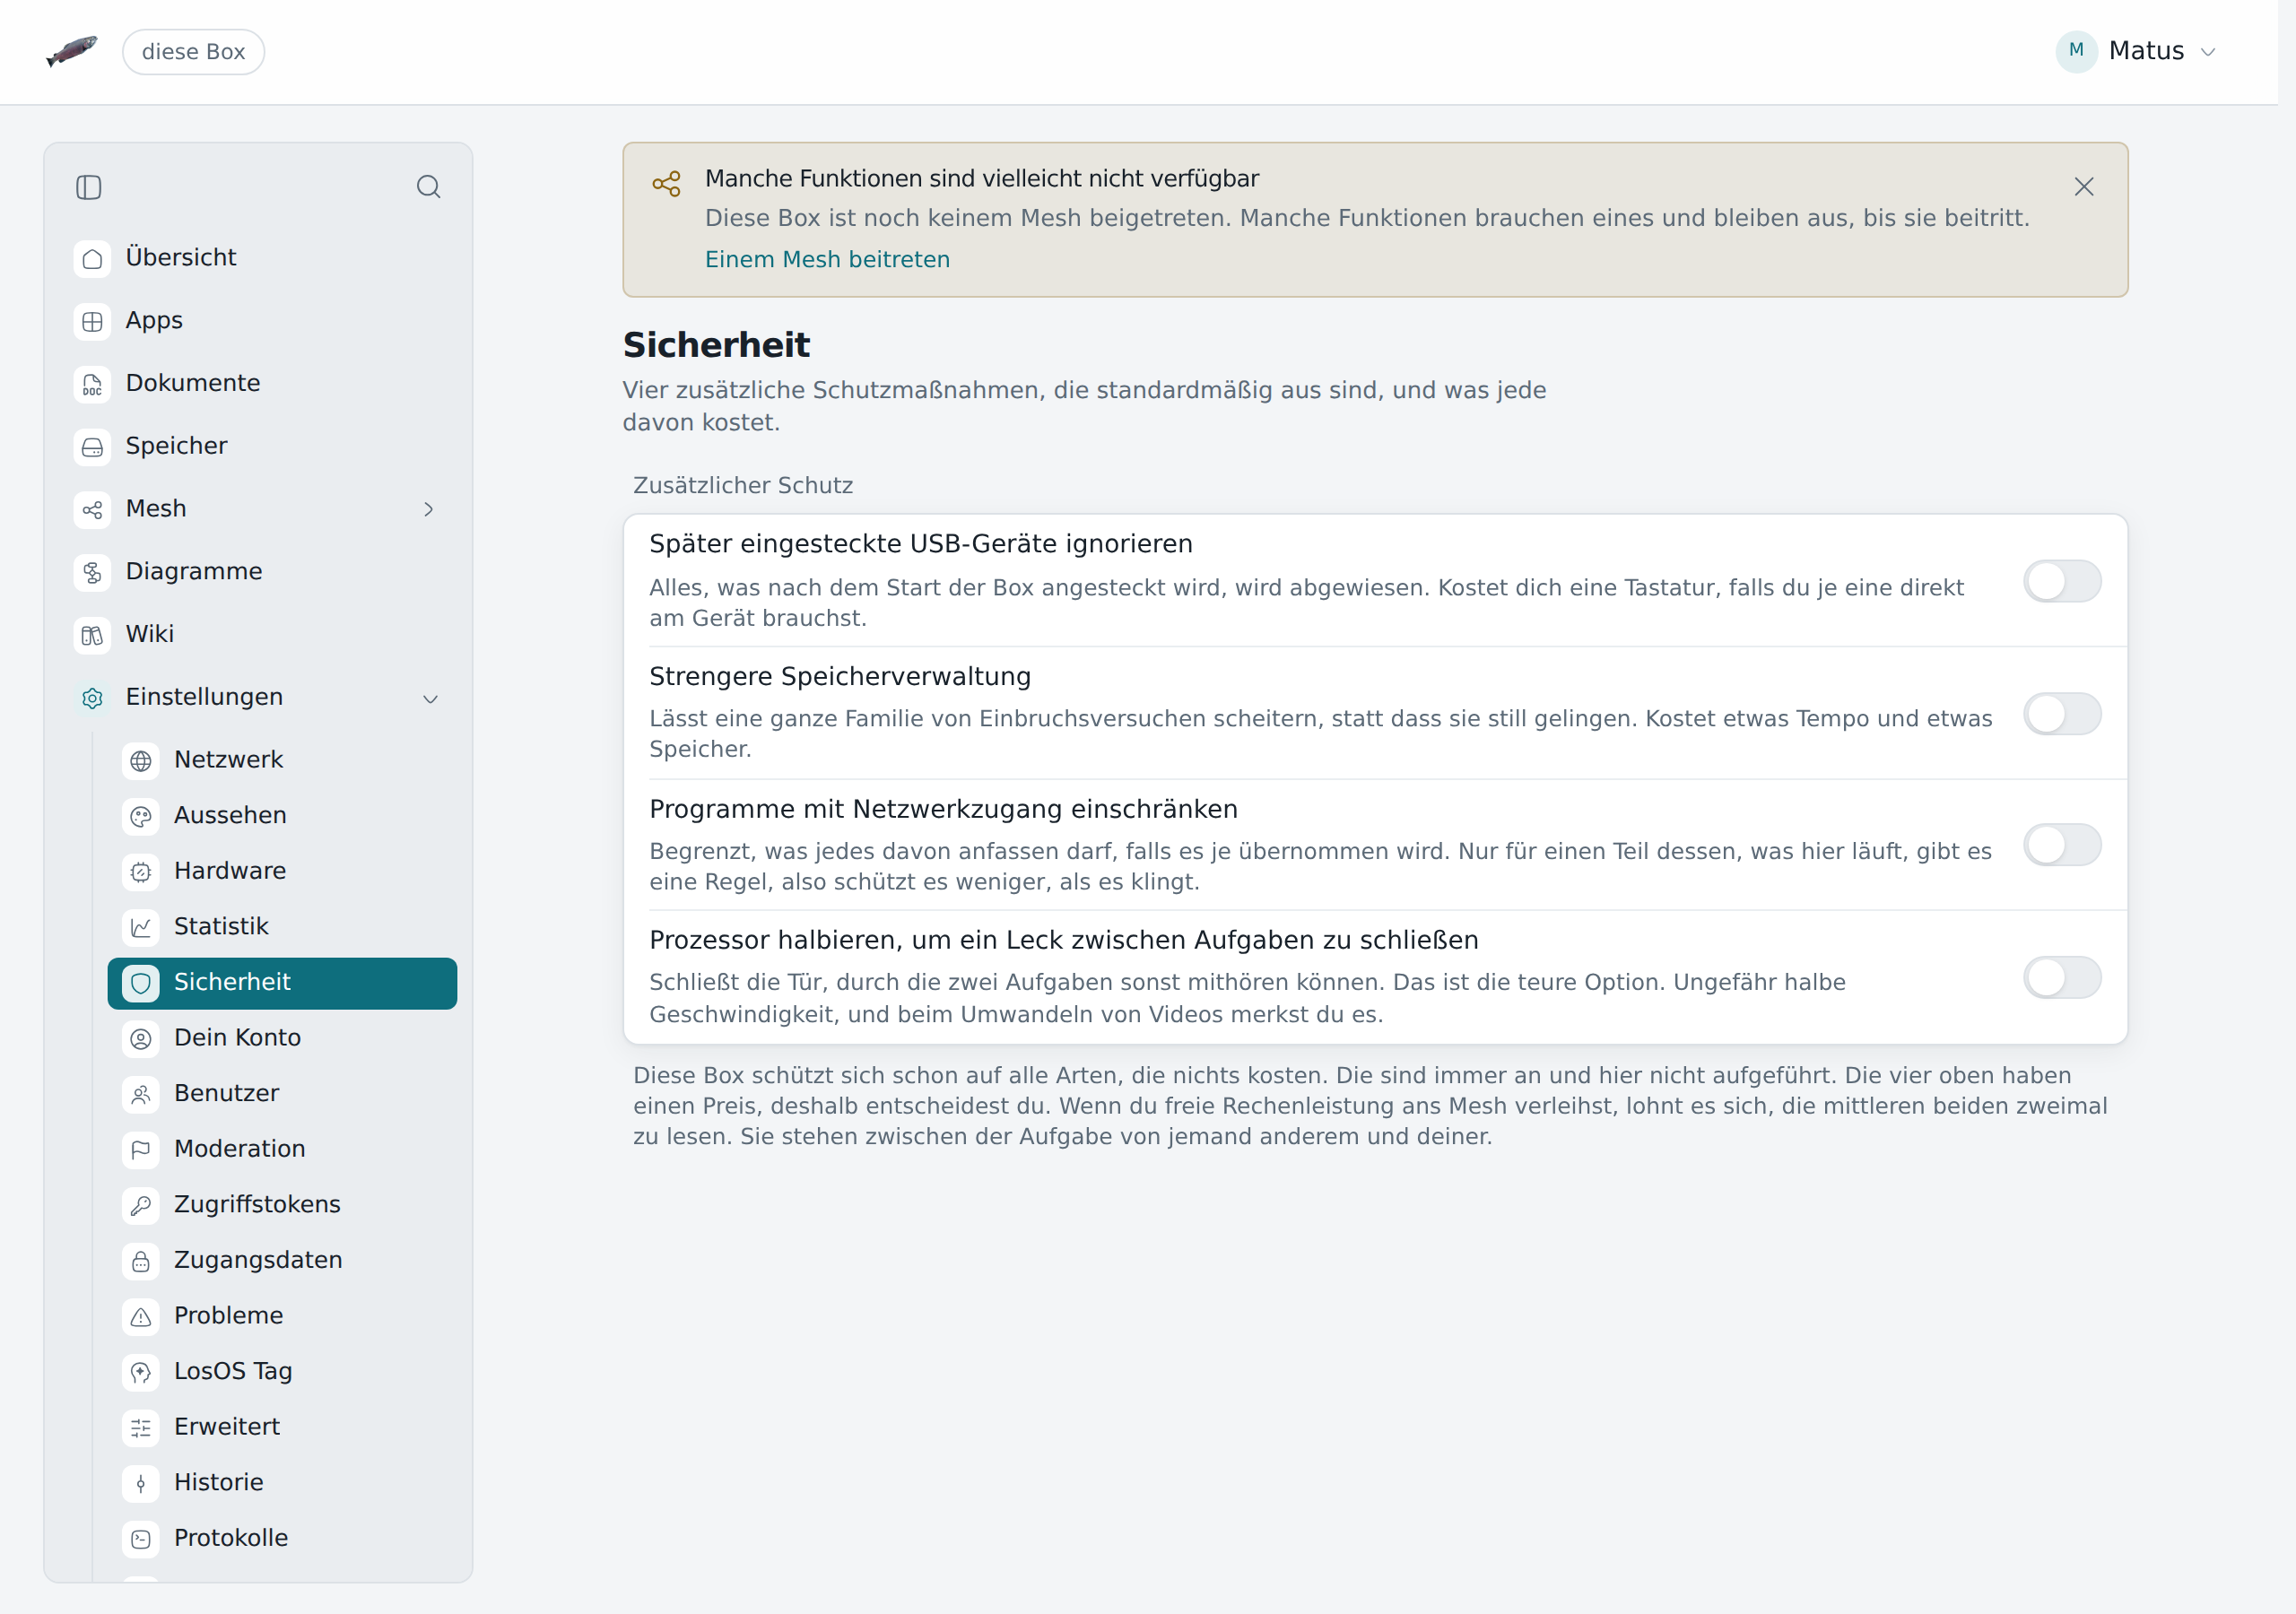 diese Box
M
Matus
Übersicht
Apps
Dokumente
Speicher
Mesh
Diagramme
Wiki
Einstellungen
Netzwerk
Aussehen
Hardware
Statistik
Sicherheit
Dein Konto
Benutzer
Moderation
Zugriffstokens
Zugangsdaten
Probleme
LosOS Tag
Erweitert
Historie
Protokolle
Manche Funktionen sind vielleicht nicht verfügbar
Diese Box ist noch keinem Mesh beigetreten. Manche Funktionen brauchen eines und bleiben aus, bis sie beitritt.
Einem Mesh beitreten
Sicherheit
Vier zusätzliche Schutzmaßnahmen, die standardmäßig aus sind, und was jede
davon kostet.
Zusätzlicher Schutz
Später eingesteckte USB-Geräte ignorieren
Alles, was nach dem Start der Box angesteckt wird, wird abgewiesen. Kostet dich eine Tastatur, falls du je eine direkt
am Gerät brauchst.
Strengere Speicherverwaltung
Lässt eine ganze Familie von Einbruchsversuchen scheitern, statt dass sie still gelingen. Kostet etwas Tempo und etwas
Speicher.
Programme mit Netzwerkzugang einschränken
Begrenzt, was jedes davon anfassen darf, falls es je übernommen wird. Nur für einen Teil dessen, was hier läuft, gibt es
eine Regel, also schützt es weniger, als es klingt.
Prozessor halbieren, um ein Leck zwischen Aufgaben zu schließen
Schließt die Tür, durch die zwei Aufgaben sonst mithören können. Das ist die teure Option. Ungefähr halbe
Geschwindigkeit, und beim Umwandeln von Videos merkst du es.
Diese Box schützt sich schon auf alle Arten, die nichts kosten. Die sind immer an und hier nicht aufgeführt. Die vier oben haben
einen Preis, deshalb entscheidest du. Wenn du freie Rechenleistung ans Mesh verleihst, lohnt es sich, die mittleren beiden zweimal
zu lesen. Sie stehen zwischen der Aufgabe von jemand anderem und deiner.